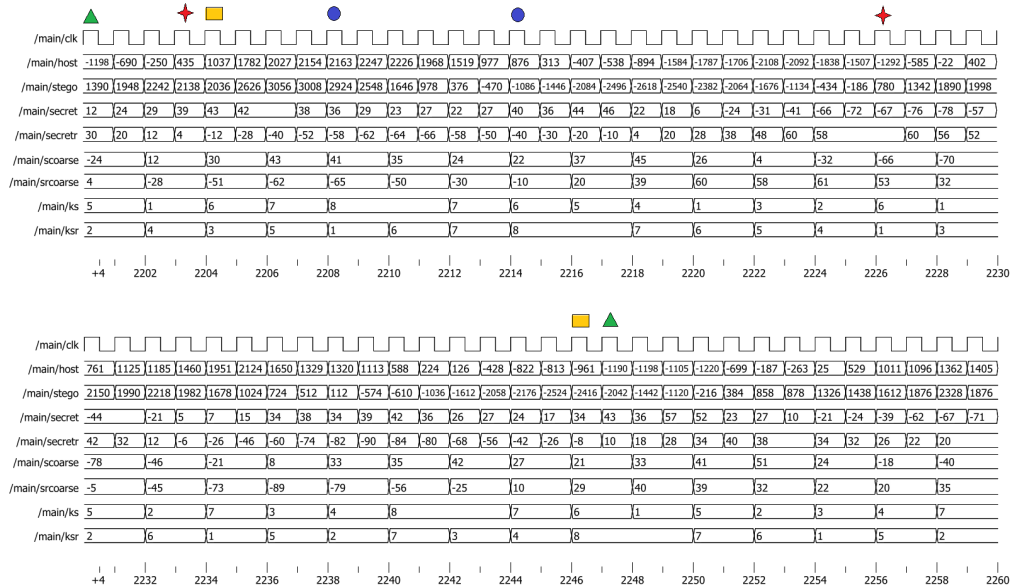 /main/clk
/main/host -1198 -690 -250 435 1037 1782 2027 2154 2163 2247 2226 1968 1519 977 876 313 -407 -538 -894 -1584 -1787 -1706 -2108 -2092 -1838 -1507 -1292 -585 -22 402
/main/stego 1390 1948 2242 2138 2036 2626 3056 3008 2924 2548 1646 978 376 -470 -1086 -1446 -2084 -2496 -2618 -2540 -2382 -2064 -1676 -1134 -434 -186 780 1342 1890 1998
/main/secret 12 24 29 39 43 42 38 36 29 23 27 22 27 40 36 44 46 22 18 6 -24 -31 -41 -66 -72 -67 -76 -78 -57
/main/secretr 30 20 12 4 -12 -28 -40 -52 -58 -62 -64 -66 -58 -50 -40 -30 -20 -10 4 20 28 38 48 60 58 60 56 52
/main/scoarse -24 12 30 43 41 35 24 22 37 45 26 4 -32 -66 -70
/main/srcoarse 4 -28 -51 -62 -65 -50 -30 -10 20 39 60 58 61 53 32
/main/ks 5 1 6 7 8 7 6 5 4 1 3 2 6 1
/main/ksr 2 4 3 5 1 6 7 8 7 6 5 4 1 3
+4 2202 2204 2206 2208 2210 2212 2214 2216 2218 2220 2222 2224 2226 2228 2230
/main/clk
/main/host 761 1125 1185 1460 1951 2124 1650 1329 1320 1113 588 224 126 -428 -822 -813 -961 -1190 -1198 -1105 -1220 -699 -187 -263 25 529 1011 1096 1362 1405
/main/stego 2150 1990 2218 1982 1678 1024 724 512 112 -574 -610 -1036 -1612 -2058 -2176 -2524 -2416 -2042 -1442 -1120 -216 384 858 878 1326 1438 1612 1876 2328 1876
/main/secret -44 -21 5 7 15 34 38 34 39 42 36 26 27 24 17 34 43 36 57 52 23 27 10 -21 -24 -39 -62 -67 -71
/main/secretr 42 32 12 -6 -26 -46 -60 -74 -82 -90 -84 -80 -68 -56 -42 -26 -8 10 18 28 34 40 38 34 32 26 22 20
/main/scoarse -78 -46 -21 8 33 35 42 27 21 33 41 51 24 -18 -40
/main/srcoarse -5 -45 -73 -89 -79 -56 -25 10 29 40 39 32 22 20 35
/main/ks 5 2 7 3 4 8 7 6 1 5 2 3 4 7
/main/ksr 2 6 1 5 2 7 3 4 8 7 6 1 5 2
+4 2232 2234 2236 2238 2240 2242 2244 2246 2248 2250 2252 2254 2256 2258 2260